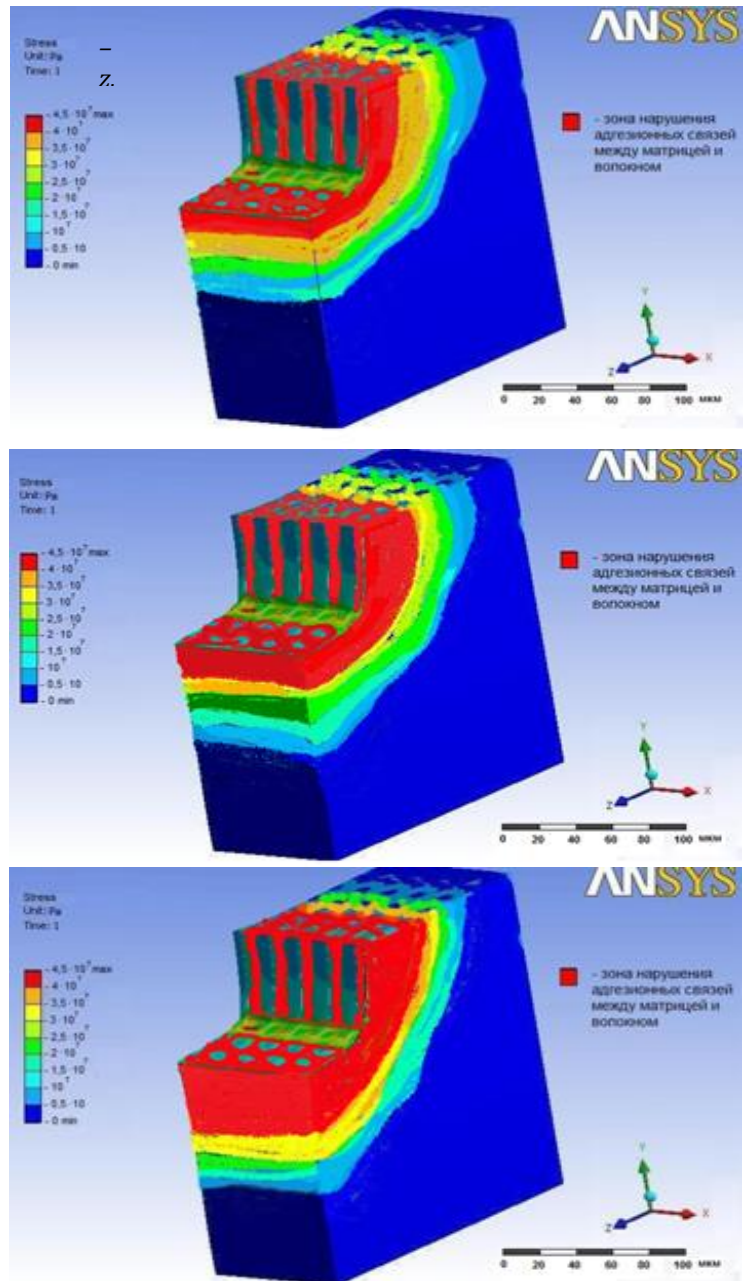 ANSYS
Stress
Unit: Pa
Time: 1
–
z.
4,5·10⁷ max
4·10⁷
3,5·10⁷
3·10⁷
2,5·10⁷
2·10⁷
1,5·10⁷
10⁷
0,5·10
0 min
- зона нарушения
адгезионных связей
между матрицей и
вопокном
Y
X
Z
0 20 40 60 80 100 мкм
ANSYS
Stress
Unit: Pa
Time: 1
4,5·10⁷ max
4·10⁷
3,5·10⁷
3·10⁷
2,5·10⁷
2·10⁷
1,5·10⁷
10⁷
0,5·10
0 min
- зона нарушения
адгезионных связей
между матрицей и
вопокном
Y
X
Z
0 20 40 60 80 100 мкм
ANSYS
Stress
Unit: Pa
Time: 1
4,5·10⁷ max
4·10⁷
3,5·10⁷
3·10⁷
2,5·10⁷
2·10⁷
1,5·10⁷
10⁷
0,5·10
0 min
- зона нарушения
адгезионных связей
между матрицей и
вопокном
Y
X
Z
0 20 40 60 80 100 мкм